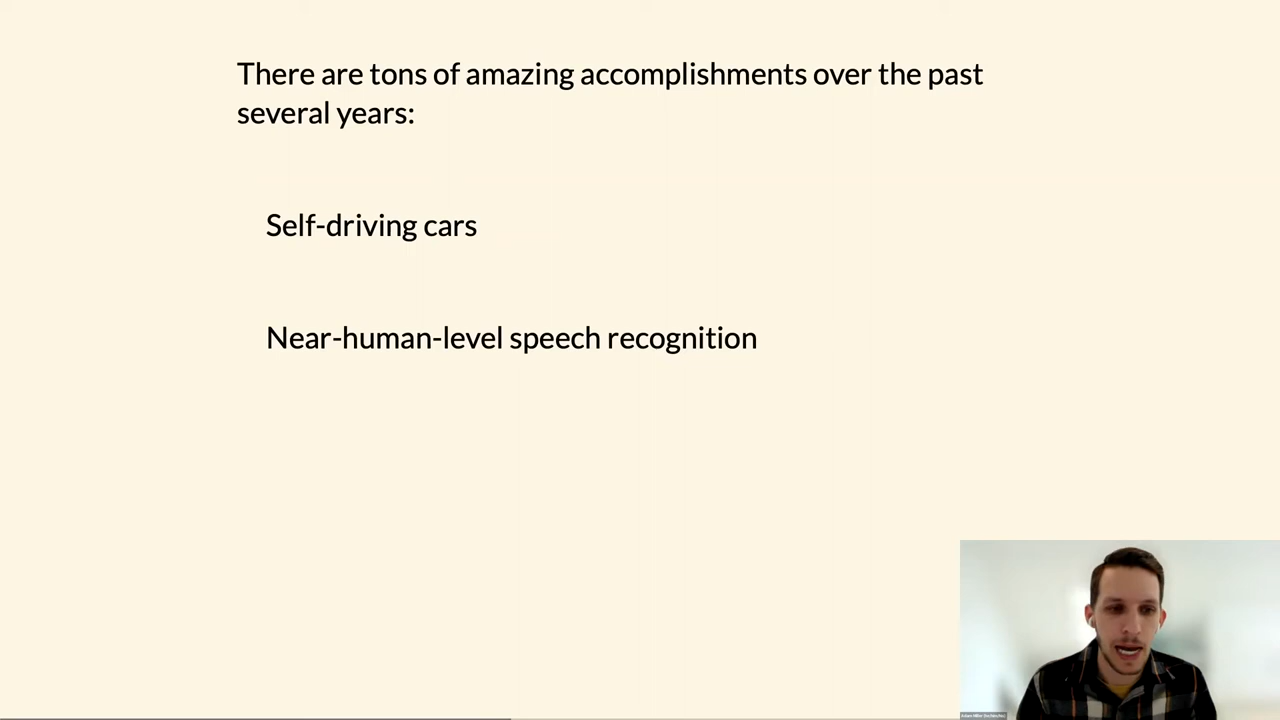 There are tons of amazing accomplishments over the past
several years:
Self-driving cars
Near-human-level speech recognition